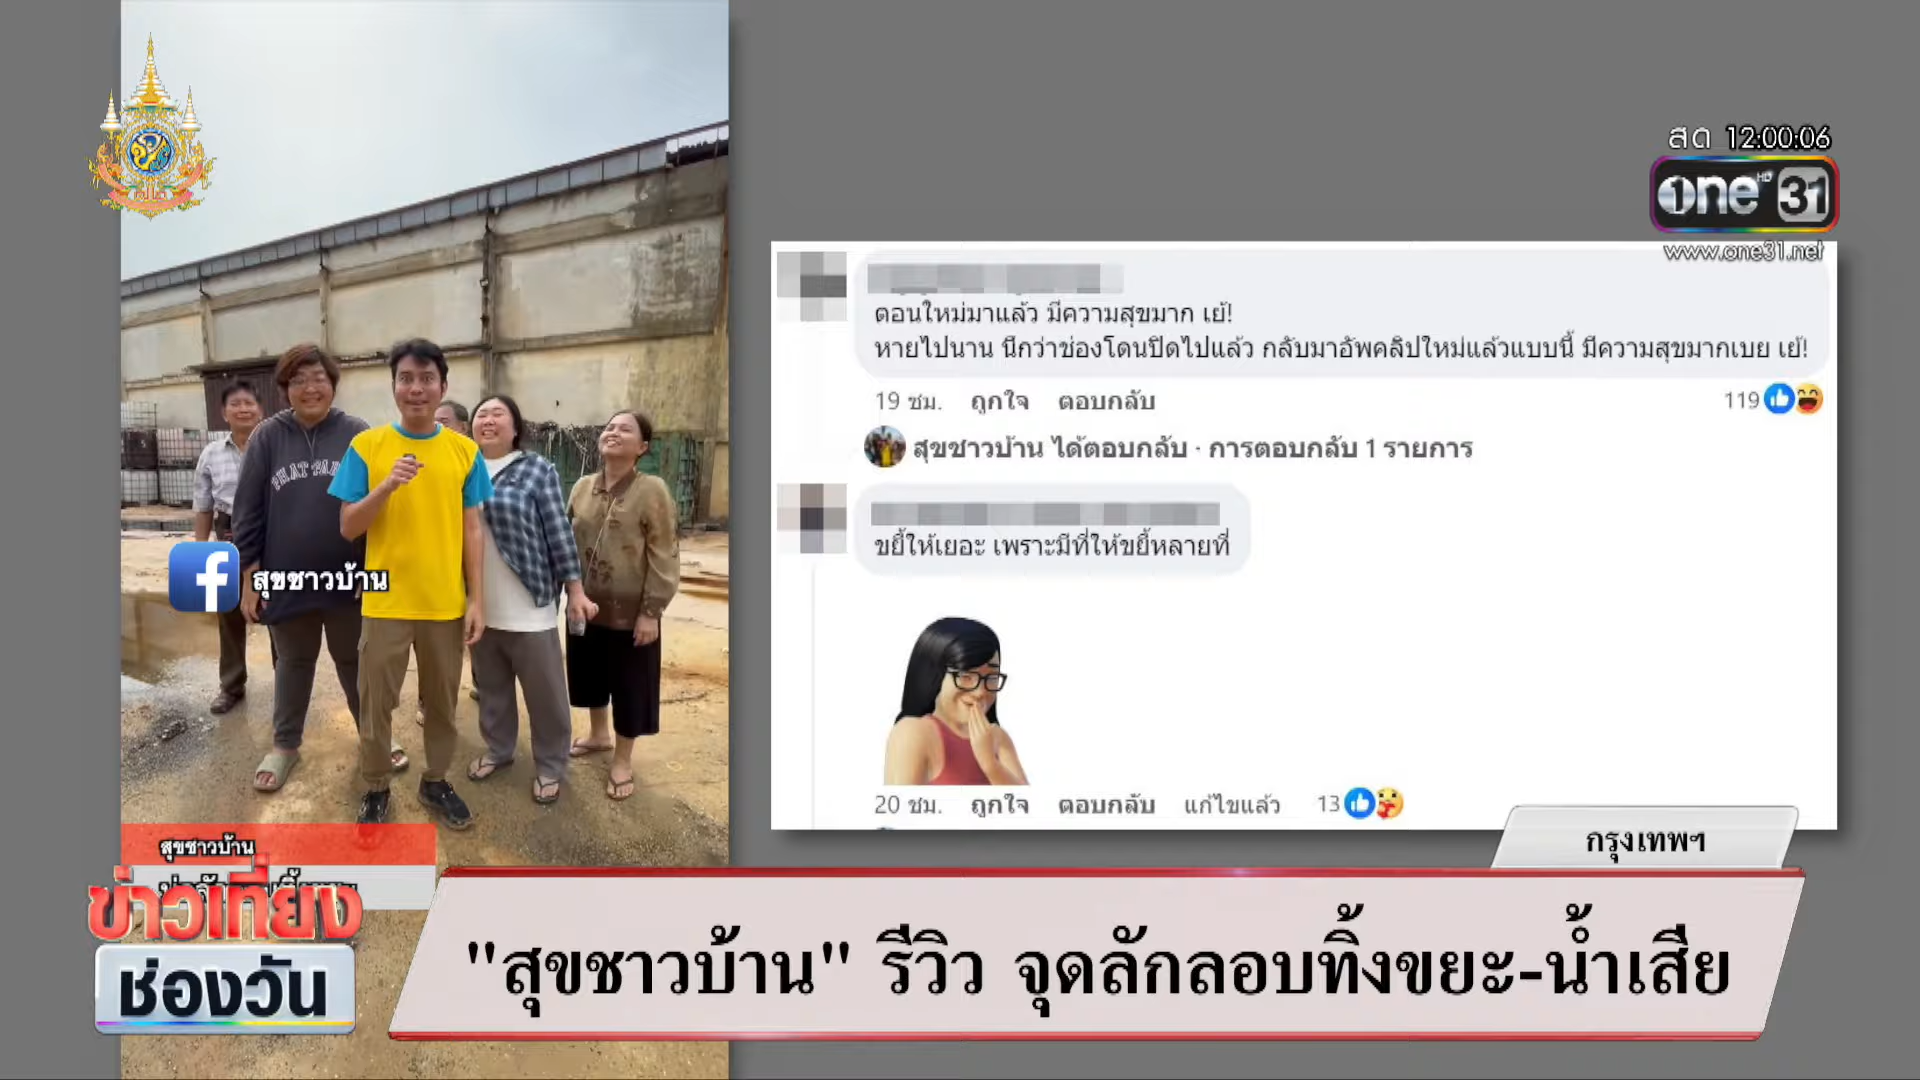 สด 12:00:06
one HD 31
www.one31.net
ตอนใหม่มาแล้ว มีความสุขมาก เย้!
หายไปนาน นึกว่าช่องโดนปิดไปแล้ว กลับมาอัพคลิปใหม่แล้วแบบนี้ มีความสุขมากเบย เย้!
19 ชม. ถูกใจ ตอบกลับ
119
สุขชาวบ้าน ได้ตอบกลับ · การตอบกลับ 1 รายการ
ขยี้ให้เยอะ เพราะมีที่ให้ขยี้หลายที่
20 ชม. ถูกใจ ตอบกลับ แก้ไขแล้ว 13
PHAT PA
f สุขชาวบ้าน
สุขชาวบ้าน
กรุงเทพฯ
ข่าวเที่ยง
ช่องวัน
"สุขชาวบ้าน" รีวิว จุดลักลอบทิ้งขยะ-น้ำเสีย